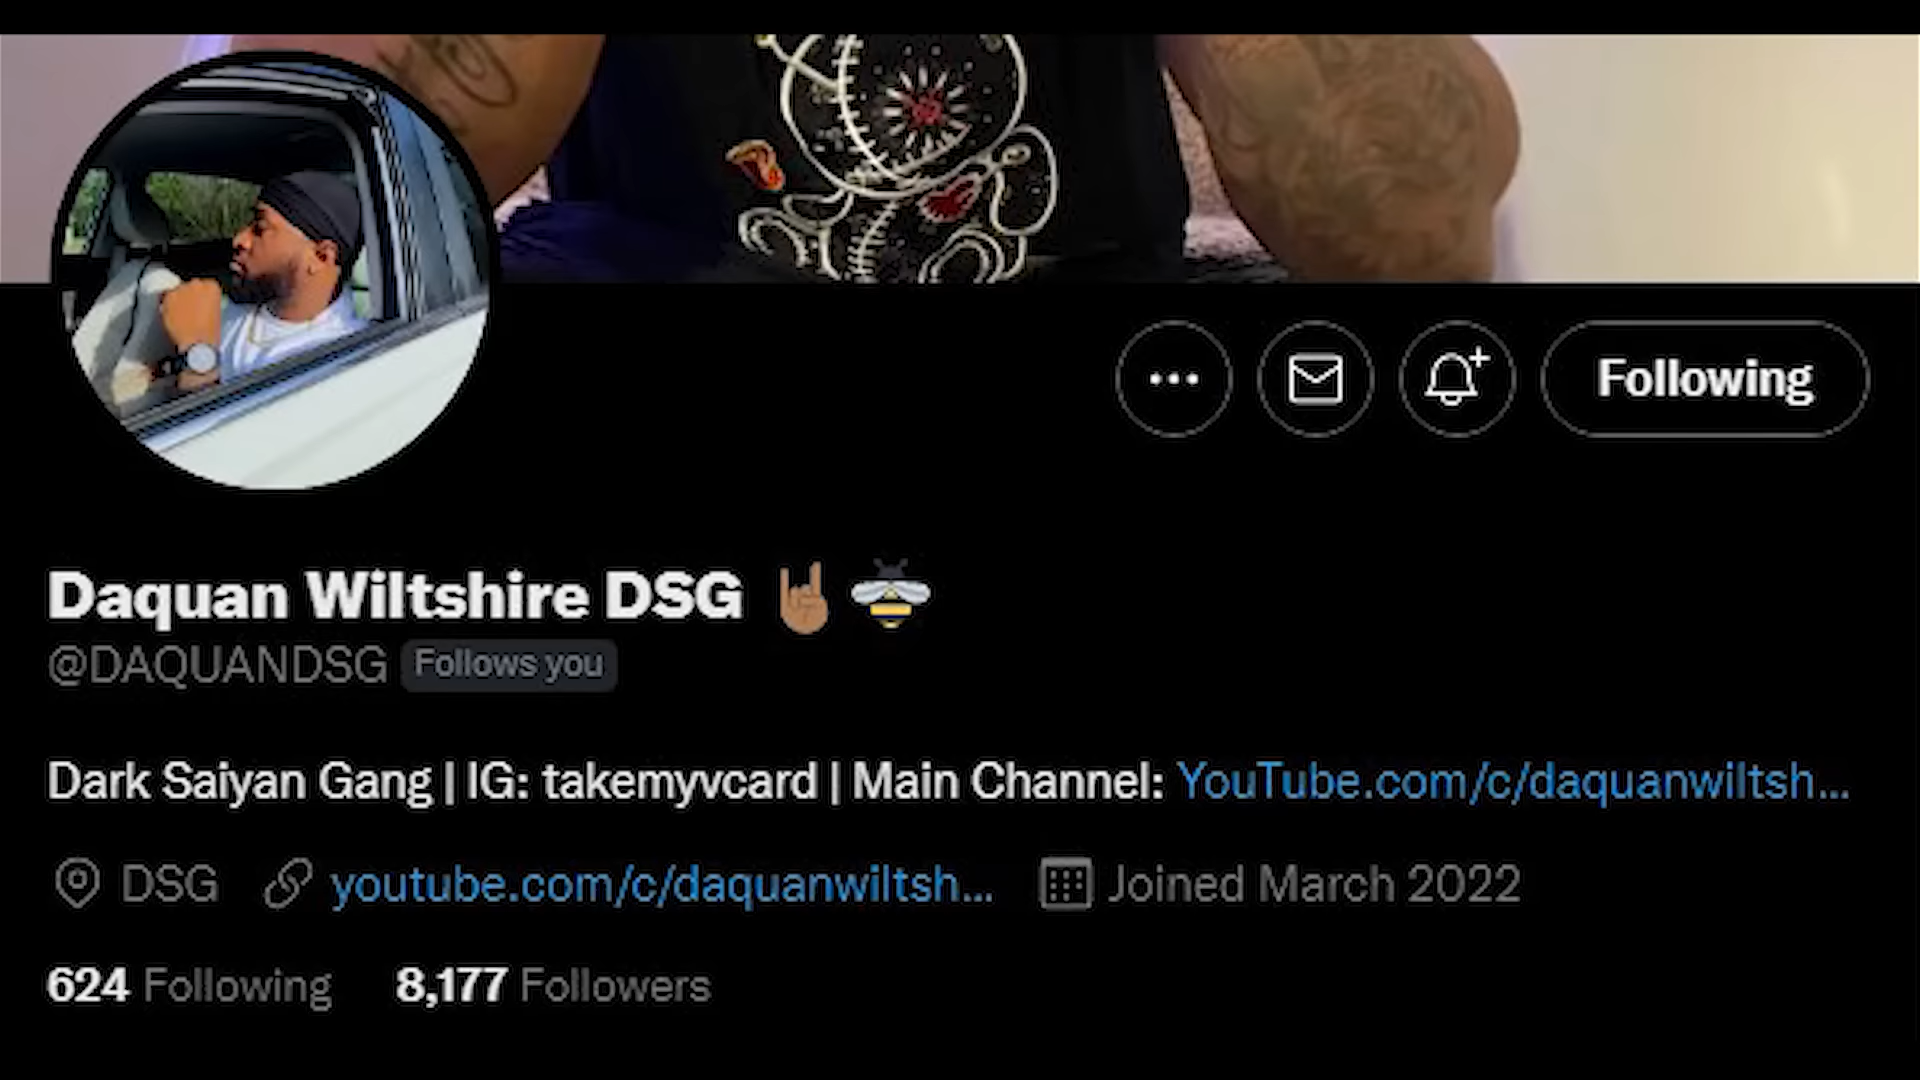 Following
Daquan Wiltshire DSG 🤘🏽🐝
@DAQUANDSG Follows you
Dark Saiyan Gang | IG: takemyvcard | Main Channel: YouTube.com/c/daquanwiltsh...
DSG youtube.com/c/daquanwiltsh... Joined March 2022
624 Following 8,177 Followers